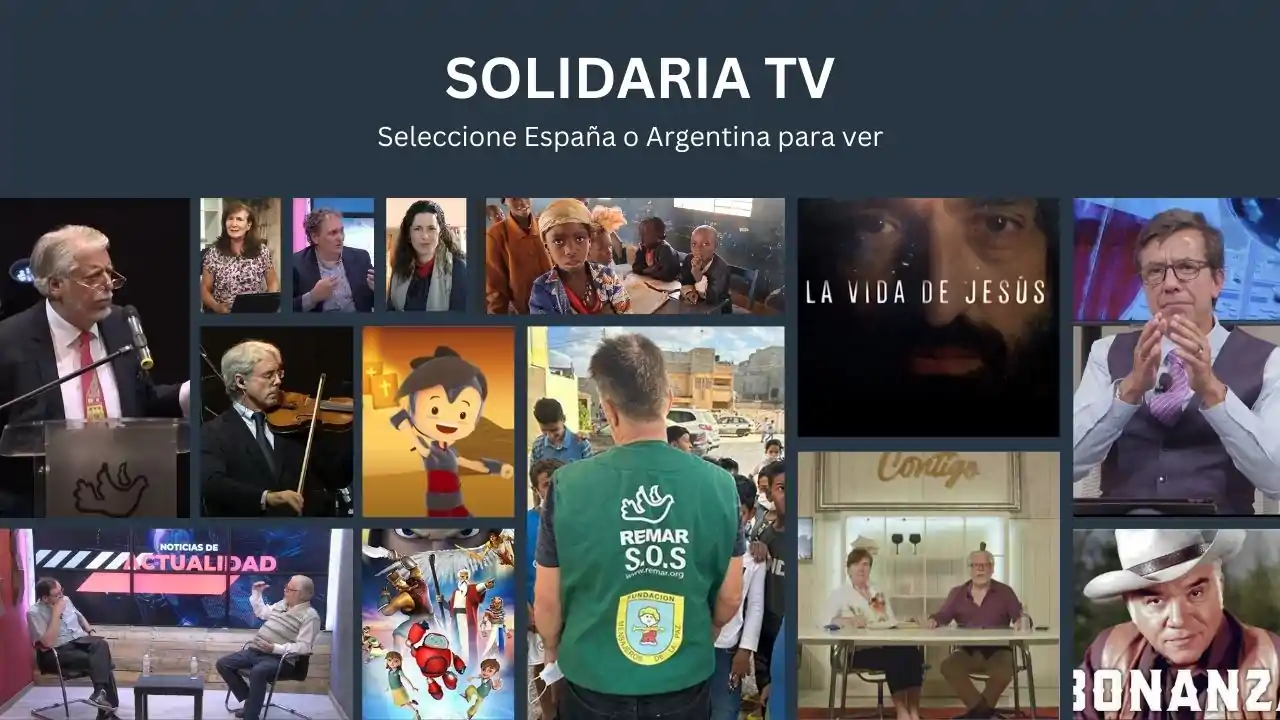 SOLIDARIA TV
Seleccione España o Argentina para ver
LA VIDA DE JESÚS
Contigo
NOTICIAS DE
ACTUALIDAD
REMAR
S.O.S
www.remar.org
FUNDACION
MENSAJEROS DE LA PAZ
BONANZA